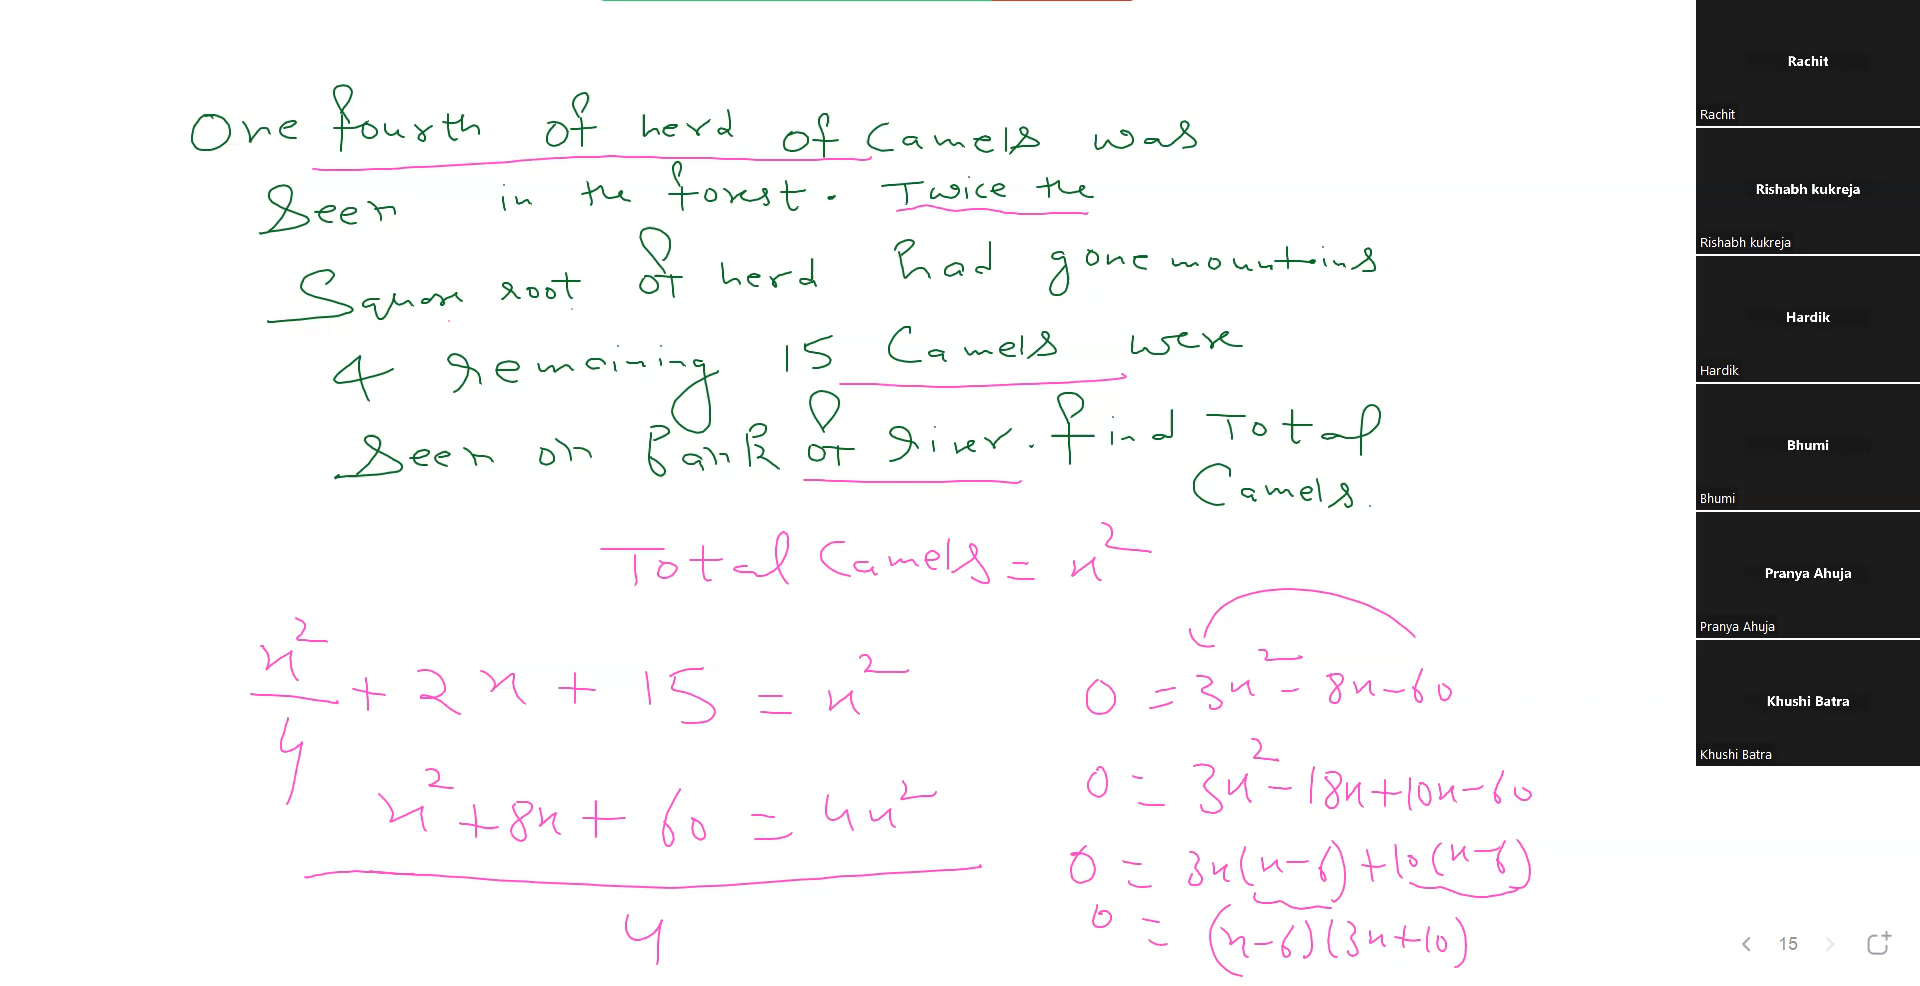 One fourth of herd of Camels was
seen in the forest. Twice the
Square root of herd had gone mountains
& remaining 15 Camels were
seen on bank of river. find Total
Camels.
Total Camels = x²
x²/4 + 2x + 15 = x²
x² + 8x + 60 = 4x²
4
0 = 3x² - 8x - 60
0 = 3x² - 18x + 10x - 60
0 = 3x(x-6) + 10(x-6)
0 = (x-6)(3x+10)
Rachit
Rachit
Rishabh kukreja
Rishabh kukreja
Hardik
Hardik
Bhumi
Bhumi
Pranya Ahuja
Pranya Ahuja
Khushi Batra
Khushi Batra
15